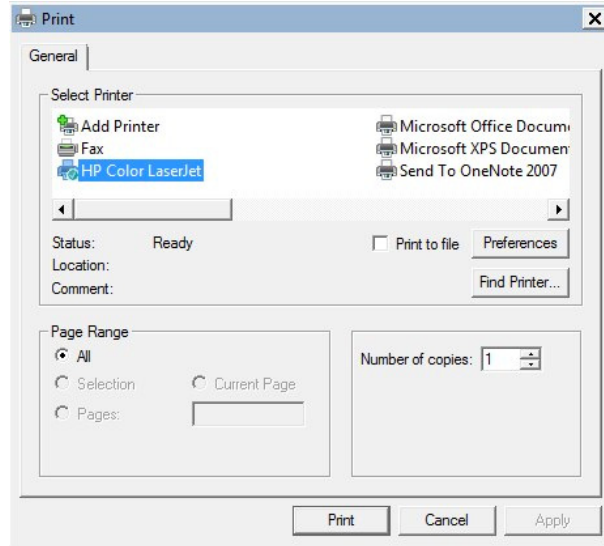 Print
General
Select Printer
Add Printer
Fax
HP Color LaserJet
Microsoft Office Docum
Microsoft XPS Documen
Send To OneNote 2007
Status: Ready
Location:
Comment:
Print to file
Preferences
Find Printer...
Page Range
All
Selection
Current Page
Pages:
Number of copies: 1
Print
Cancel
Apply